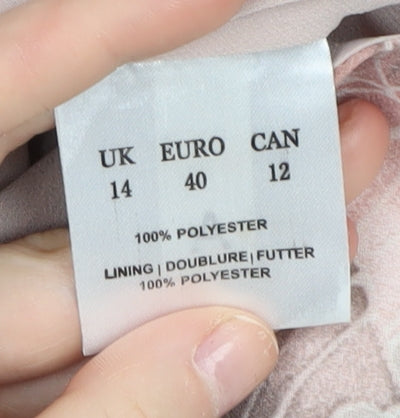 UK EURO CAN
14 40 12
100% POLYESTER
LINING | DOUBLURE | FUTTER
100% POLYESTER